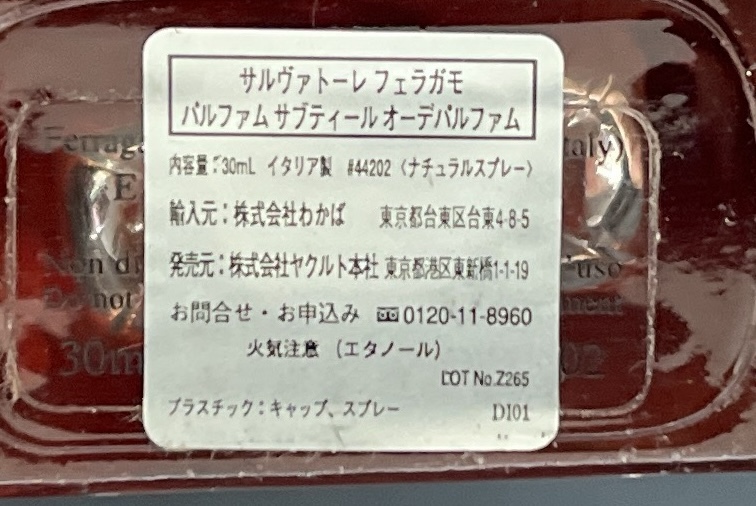 サルヴァトーレ フェラガモ
パルファム サブティール オーデパルファム
内容量：30mL イタリア製 #44202〈ナチュラルスプレー〉
輸入元：株式会社わかば 東京都台東区台東4-8-5
発売元：株式会社ヤクルト本社 東京都港区東新橋1-1-19
お問合せ・お申込み 0120-11-8960
火気注意 （エタノール）
LOT No.Z265
プラスチック：キャップ、スプレー DI01
30m